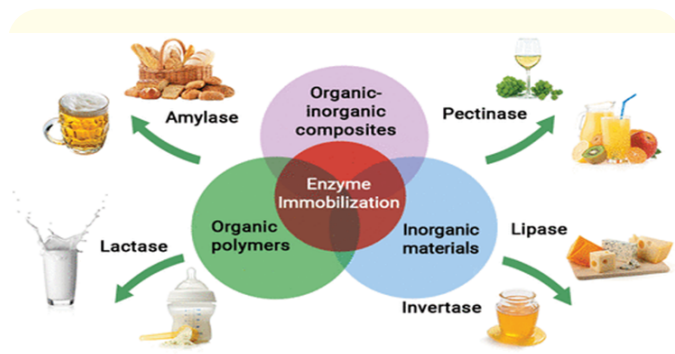 Organic-
inorganic
composites
Amylase
Pectinase
Enzyme
Immobilization
Organic
polymers
Inorganic
materials
Lactase
Lipase
Invertase